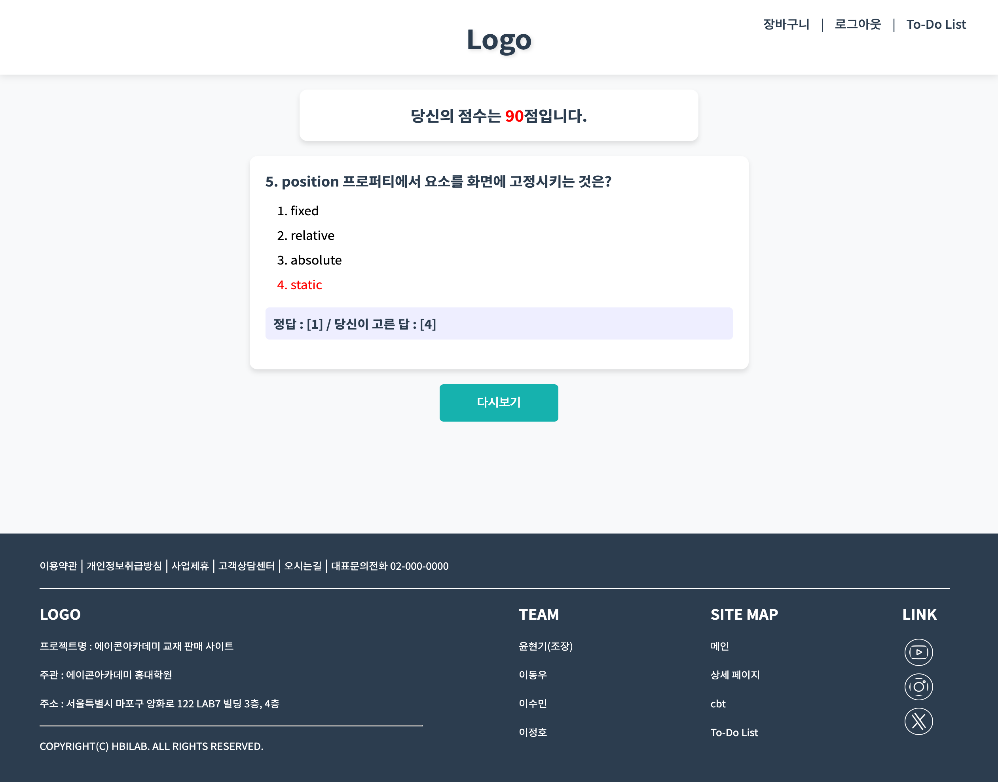 장바구니 | 로그아웃 | To-Do List
Logo
당신의 점수는 90점입니다.
5. position 프로퍼티에서 요소를 화면에 고정시키는 것은?
1. fixed
2. relative
3. absolute
4. static
정답 : [1] / 당신이 고른 답 : [4]
다시보기
이용약관 | 개인정보취급방침 | 사업제휴 | 고객상담센터 | 오시는길 | 대표문의전화 02-000-0000
LOGO
프로젝트명 : 에이콘아카데미 교재 판매 사이트
주관 : 에이콘아카데미 홍대학원
주소 : 서울특별시 마포구 양화로 122 LAB7 빌딩 3층, 4층
COPYRIGHT(C) HBILAB. ALL RIGHTS RESERVED.
TEAM
윤현기(조장)
이동우
이수민
이성호
SITE MAP
메인
상세 페이지
cbt
To-Do List
LINK